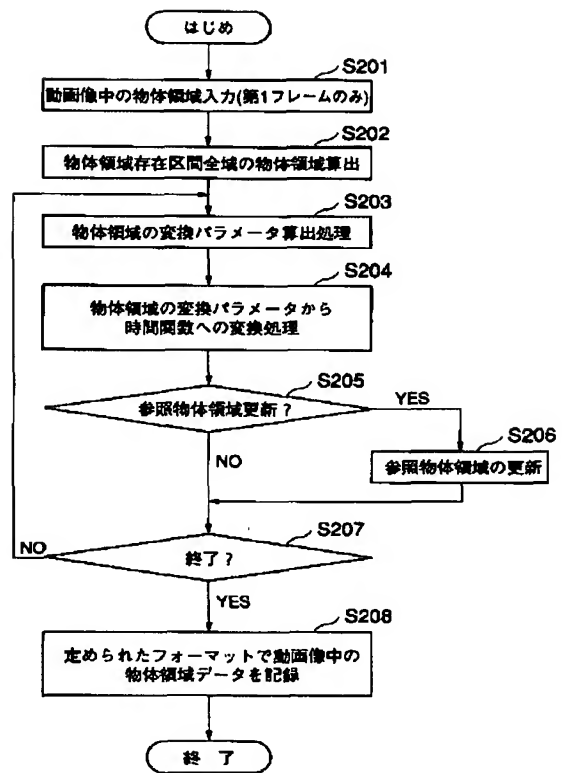 はじめ
S201
動画像中の物体領域入力(第1フレームのみ)
S202
物体領域存在区間全域の物体領域算出
S203
物体領域の変換パラメータ算出処理
S204
物体領域の変換パラメータから
時間関数への変換処理
S205
参照物体領域更新?
YES
S206
参照物体領域の更新
NO
S207
終了?
NO
YES
S208
定められたフォーマットで動画像中の
物体領域データを記録
終了